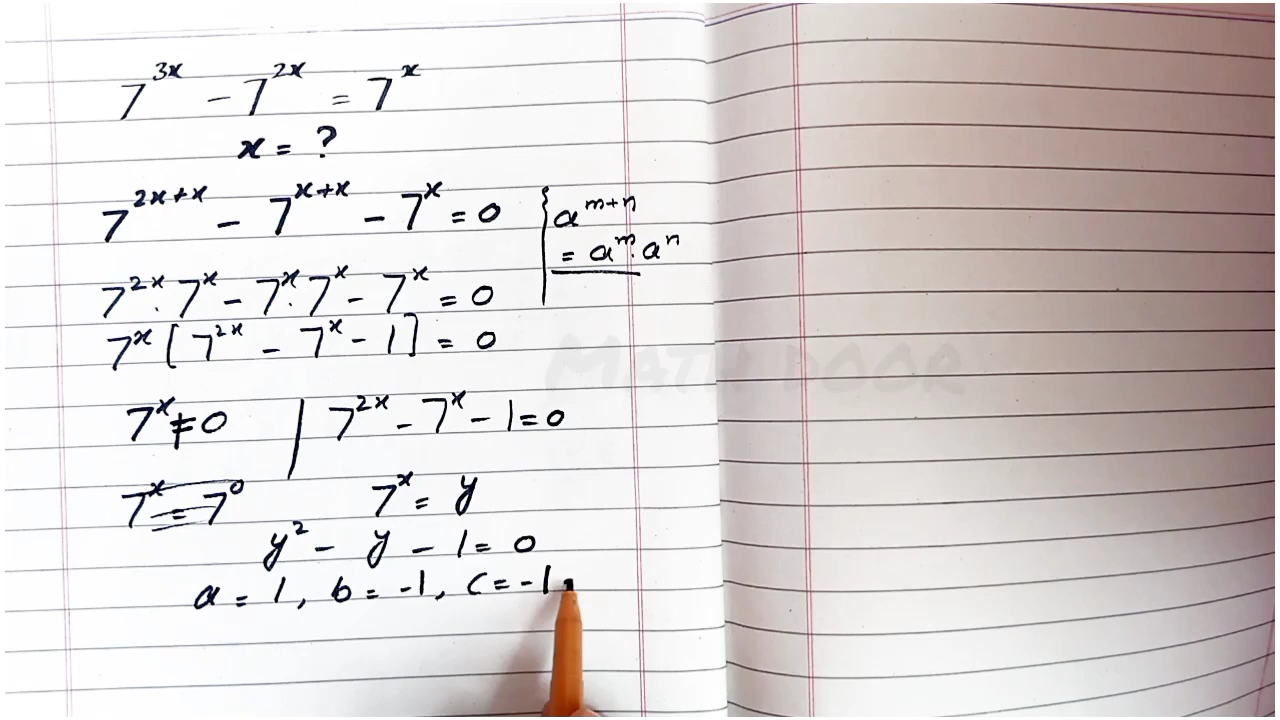 7^{3x} - 7^{2x} = 7^{x}
x = ?
7^{2x+x} - 7^{x+x} - 7^{x} = 0
a^{m+n}
= a^{m} . a^{n}
7^{2x} . 7^{x} - 7^{x} . 7^{x} - 7^{x} = 0
7^{x} [ 7^{2x} - 7^{x} - 1 ] = 0
MATH DOOR
7^{x} ≠ 0 | 7^{2x} - 7^{x} - 1 = 0
7^{x} = 7^{0} 7^{x} = y
y^{2} - y - 1 = 0
a = 1, b = -1, c = -1